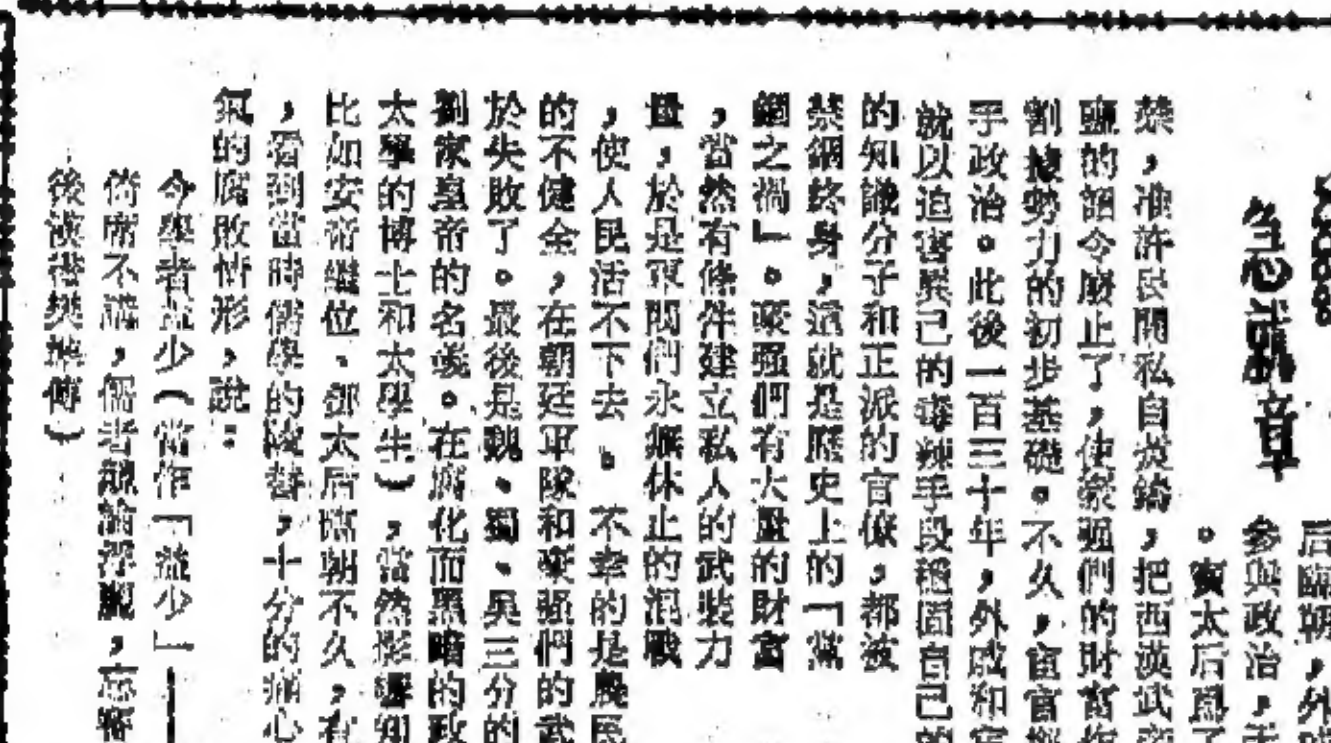 急就章
后臨朝，外
參與政治，
。竇太后爲了
禁，准許民間私自煑鑄，把西漢武
鹽的詔令廢止了，使豪强們的財富
割據勢力的初步基礎。不久，宦官
手政治。此後一百三十年，外戚和宦
就以迫害異己的毒辣手段穩固自己的
的知識分子和正派的官僚，都被
禁錮終身，這就是歷史上的「黨
錮之禍」。豪强們有大量的財富
，當然有條件建立私人的武裝力
量，於是軍閥們永無休止的混戰
，使人民活不下去。不幸的是農民
的不健全，在朝廷軍隊和豪强們的武
於失敗了。最後是魏、蜀、吳三分的
劉家皇帝的名義。在腐化而黑暗的政
太學的博士和太學生），當然影響知
比如安帝繼位，鄧太后臨朝不久，有
，看到當時儒學的陵替，十分的痛心
氣的腐敗情形，說：
今學者蓋少（當作「益少」——
倚席不講，儒者競論浮麗，忘
後漢書樊準傳）